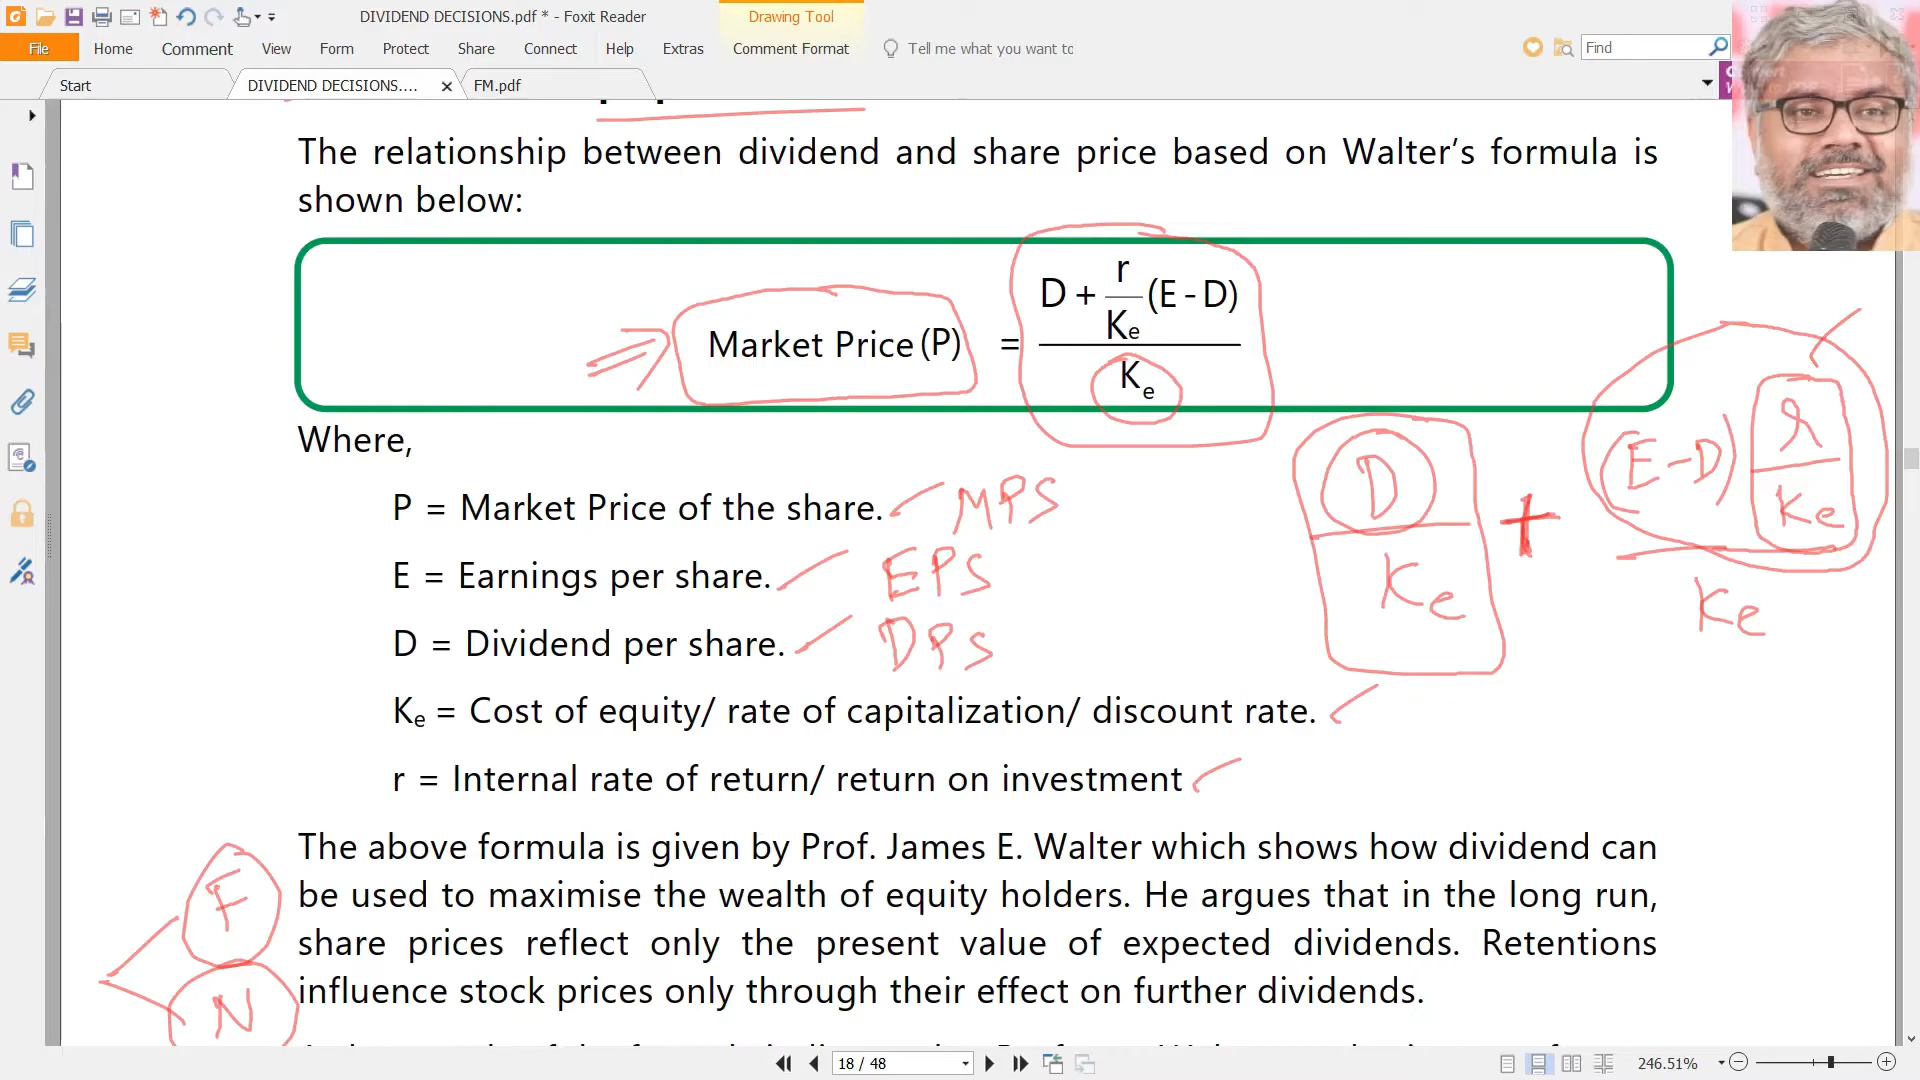 DIVIDEND DECISIONS.pdf * - Foxit Reader
Drawing Tool
File Home Comment View Form Protect Share Connect Help Extras Comment Format Tell me what you want to Find
Start DIVIDEND DECISIONS.... FM.pdf
The relationship between dividend and share price based on Walter's formula is
shown below:
Market Price (P) = D + r/Ke (E - D) / Ke
D/Ke + (E-D) r/Ke / Ke
Where,
P = Market Price of the share. MPS
E = Earnings per share. EPS
D = Dividend per share. DPS
Ke = Cost of equity/ rate of capitalization/ discount rate.
r = Internal rate of return/ return on investment
The above formula is given by Prof. James E. Walter which shows how dividend can
be used to maximise the wealth of equity holders. He argues that in the long run,
share prices reflect only the present value of expected dividends. Retentions
influence stock prices only through their effect on further dividends.
F
N
18 / 48 246.51%